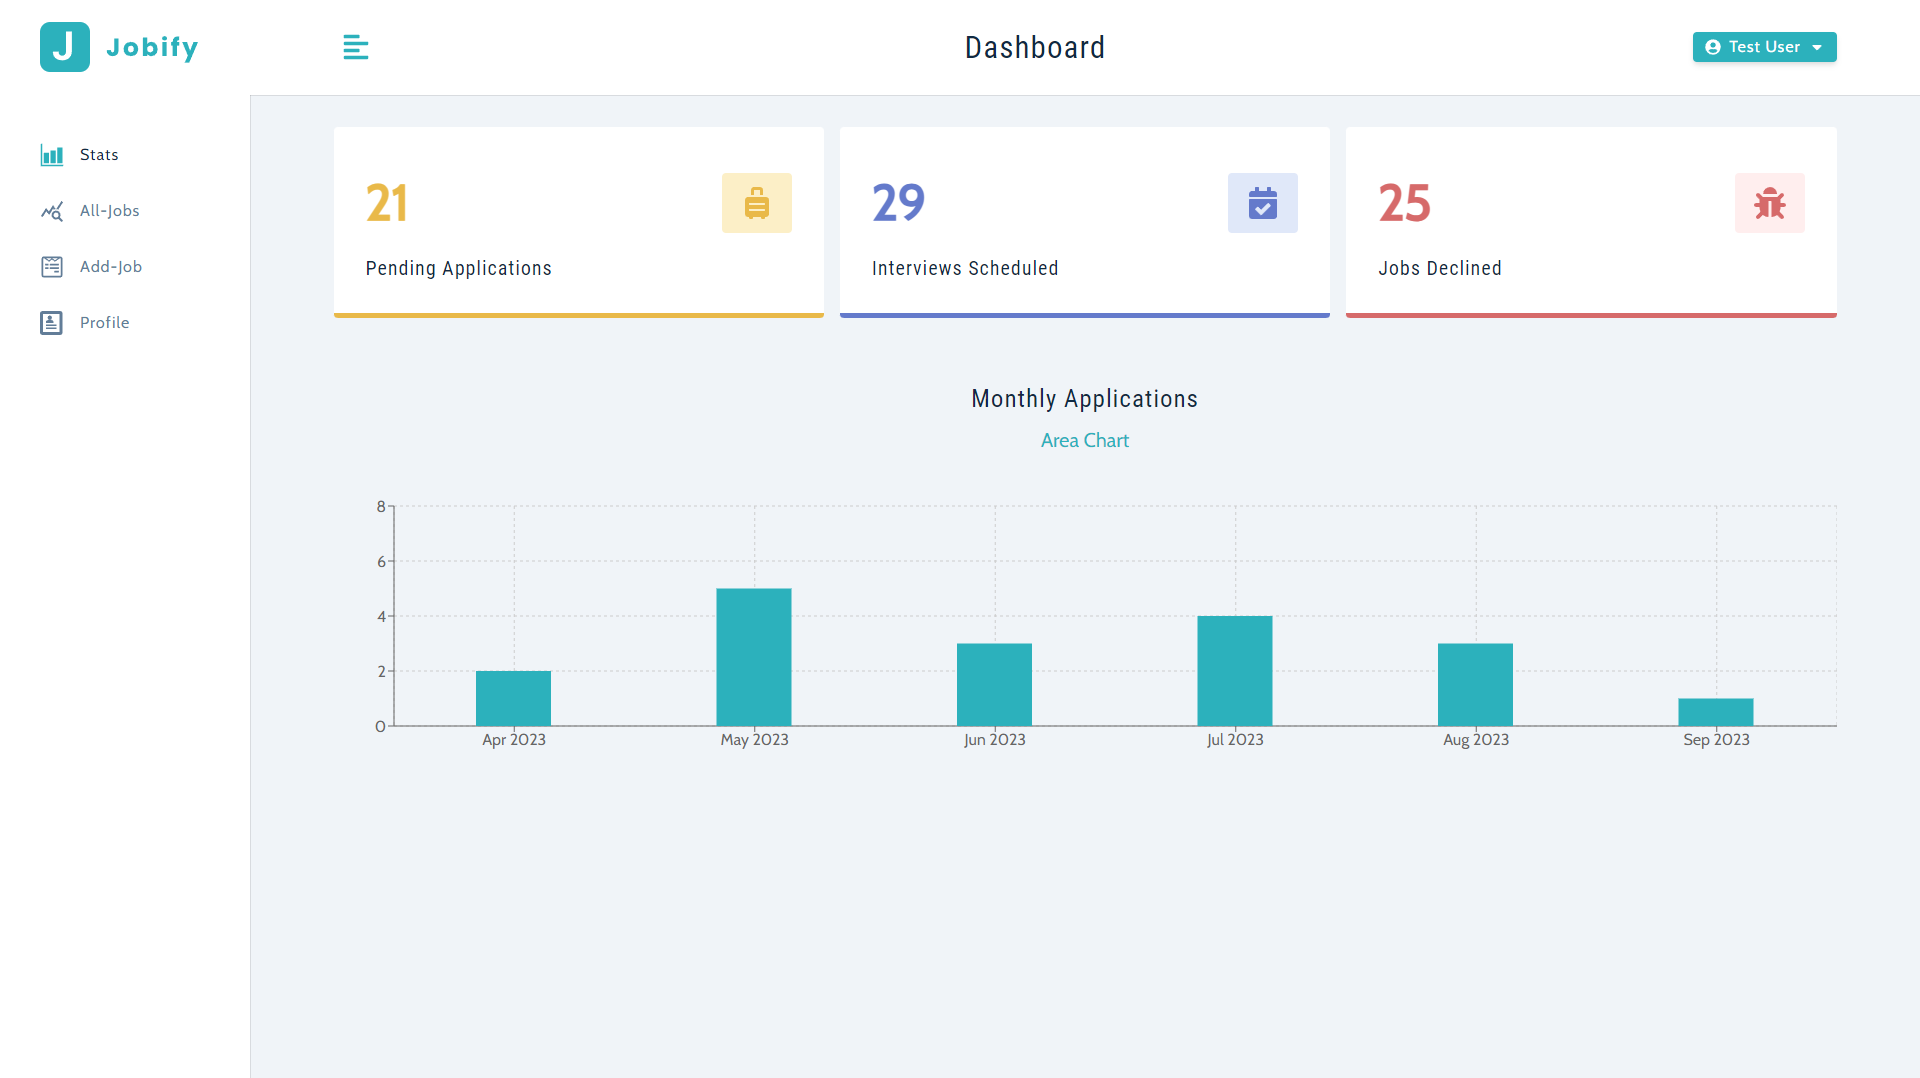 J Jobify
Dashboard
Test User
Stats
All-Jobs
Add-Job
Profile
21
Pending Applications
29
Interviews Scheduled
25
Jobs Declined
Monthly Applications
Area Chart
8
6
4
2
0
Apr 2023 May 2023 Jun 2023 Jul 2023 Aug 2023 Sep 2023